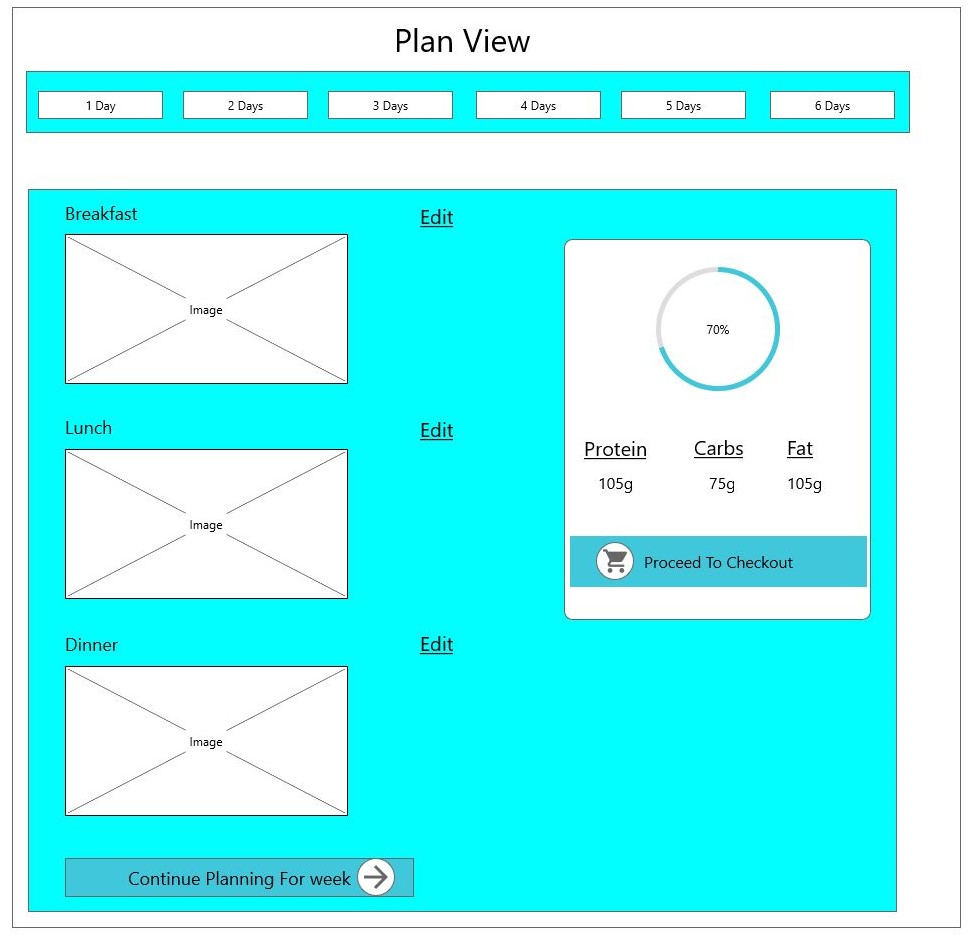 Plan View
1 Day
2 Days
3 Days
4 Days
5 Days
6 Days
Breakfast
Edit
Image
Lunch
Edit
Image
Dinner
Edit
Image
Continue Planning For week
70%
Protein Carbs Fat
105g 75g 105g
Proceed To Checkout